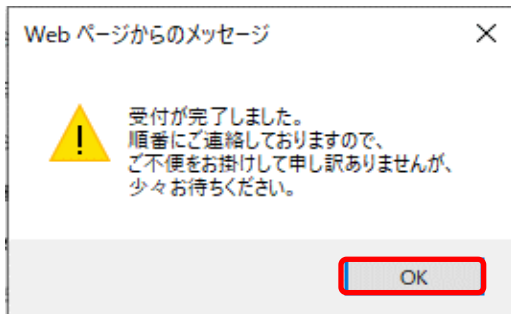 Web ページからのメッセージ
受付が完了しました。
順番にご連絡しておりますので、
ご不便をお掛けして申し訳ありませんが、
少々お待ちください。
OK